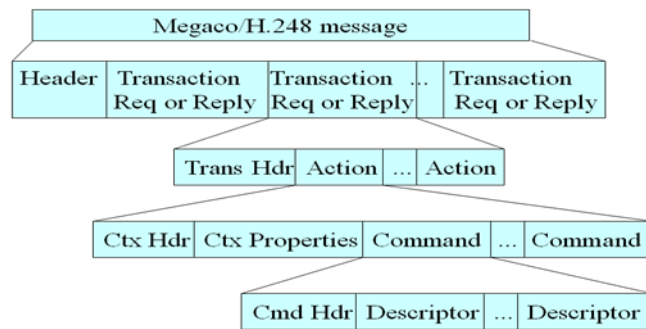 Megaco/H.248 message
Header Transaction Transaction ... Transaction
Req or Reply Req or Reply Req or Reply
Trans Hdr Action ... Action
Ctx Hdr Ctx Properties Command ... Command
Cmd Hdr Descriptor ... Descriptor